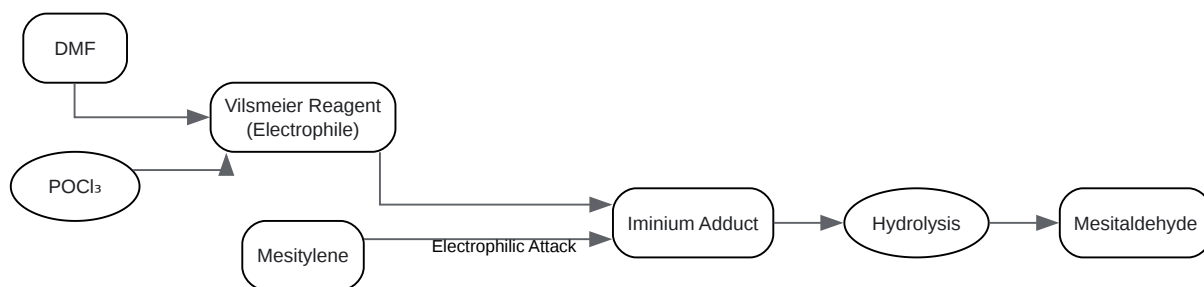 DMF
Vilsmeier Reagent
(Electrophile)
POCl₃
Mesitylene
Electrophilic Attack
Iminium Adduct
Hydrolysis
Mesitaldehyde